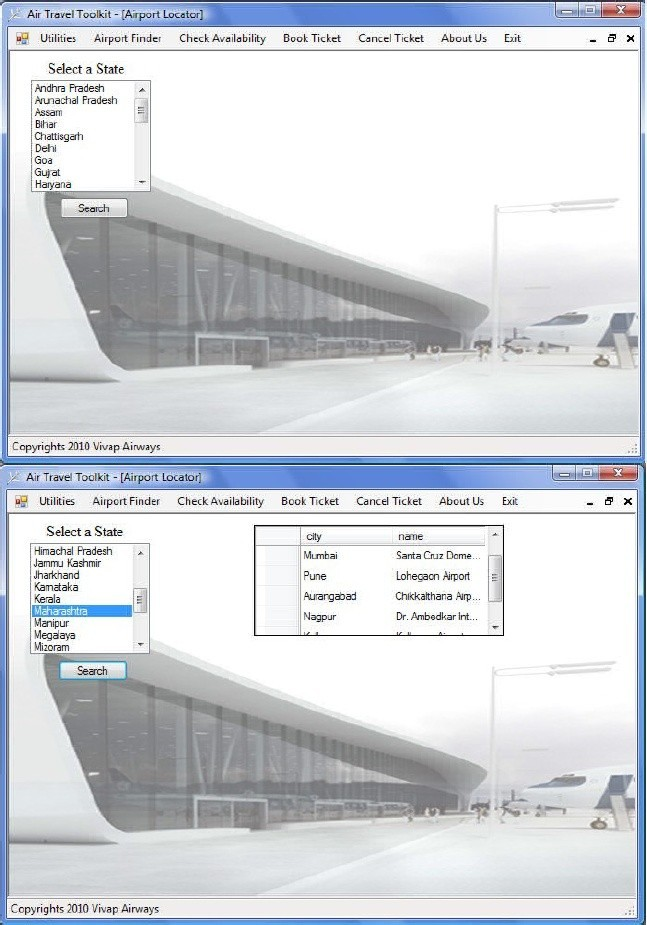 Air Travel Toolkit - [Airport Locator]
Utilities Airport Finder Check Availability Book Ticket Cancel Ticket About Us Exit
Select a State
Andhra Pradesh
Arunachal Pradesh
Assam
Bihar
Chattisgarh
Delhi
Goa
Gujrat
Haryana
Search
Copyrights 2010 Vivap Airways
Air Travel Toolkit - [Airport Locator]
Utilities Airport Finder Check Availability Book Ticket Cancel Ticket About Us Exit
Select a State
Himachal Pradesh
Jammu Kashmir
Jharkhand
Karnataka
Kerala
Maharashtra
Manipur
Megalaya
Mizoram
Search
city name
Mumbai Santa Cruz Dome...
Pune Lohegaon Airport
Aurangabad Chikkalthana Airp...
Nagpur Dr. Ambedkar Int...
Copyrights 2010 Vivap Airways